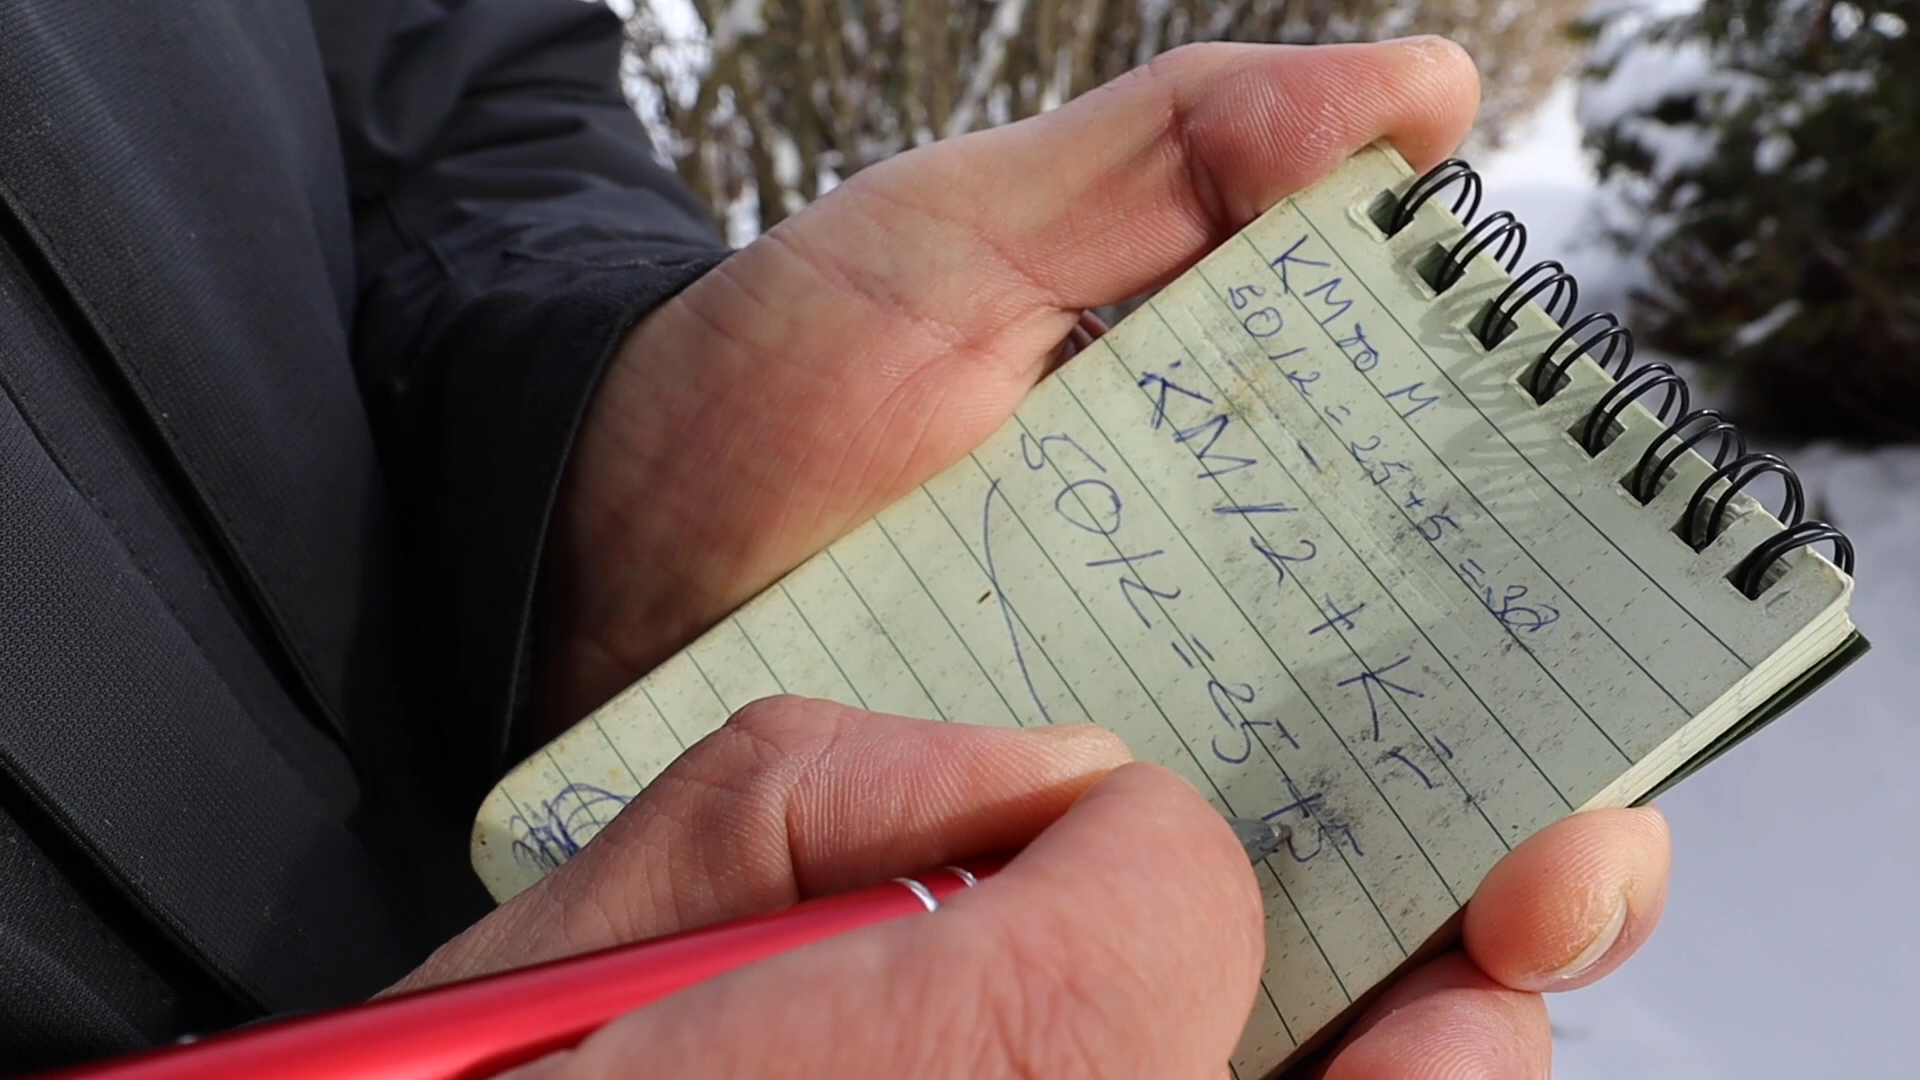 KM to M
50/2 = 25+5 = 30
KM/2 + K =
50/2 = 25 + 5